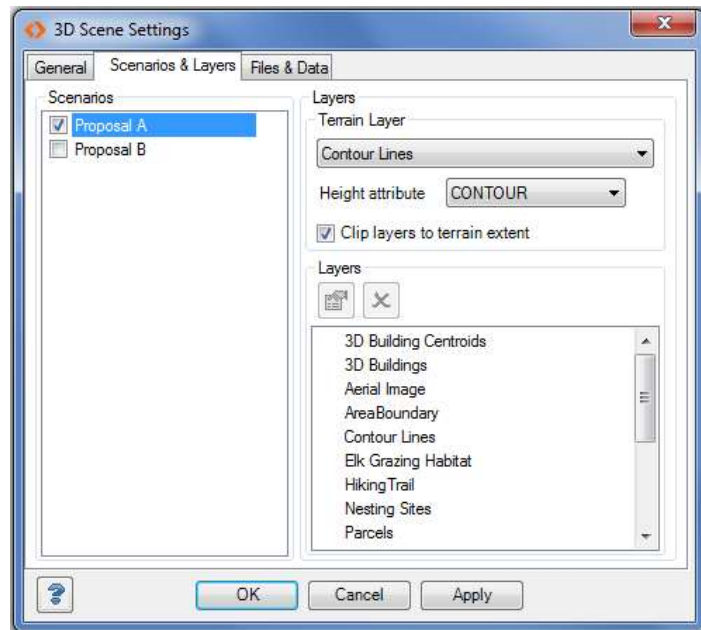 3D Scene Settings
General
Scenarios & Layers
Files & Data
Scenarios
Proposal A
Proposal B
Layers
Terrain Layer
Contour Lines
Height attribute
CONTOUR
Clip layers to terrain extent
Layers
3D Building Centroids
3D Buildings
Aerial Image
AreaBoundary
Contour Lines
Elk Grazing Habitat
HikingTrail
Nesting Sites
Parcels
OK
Cancel
Apply